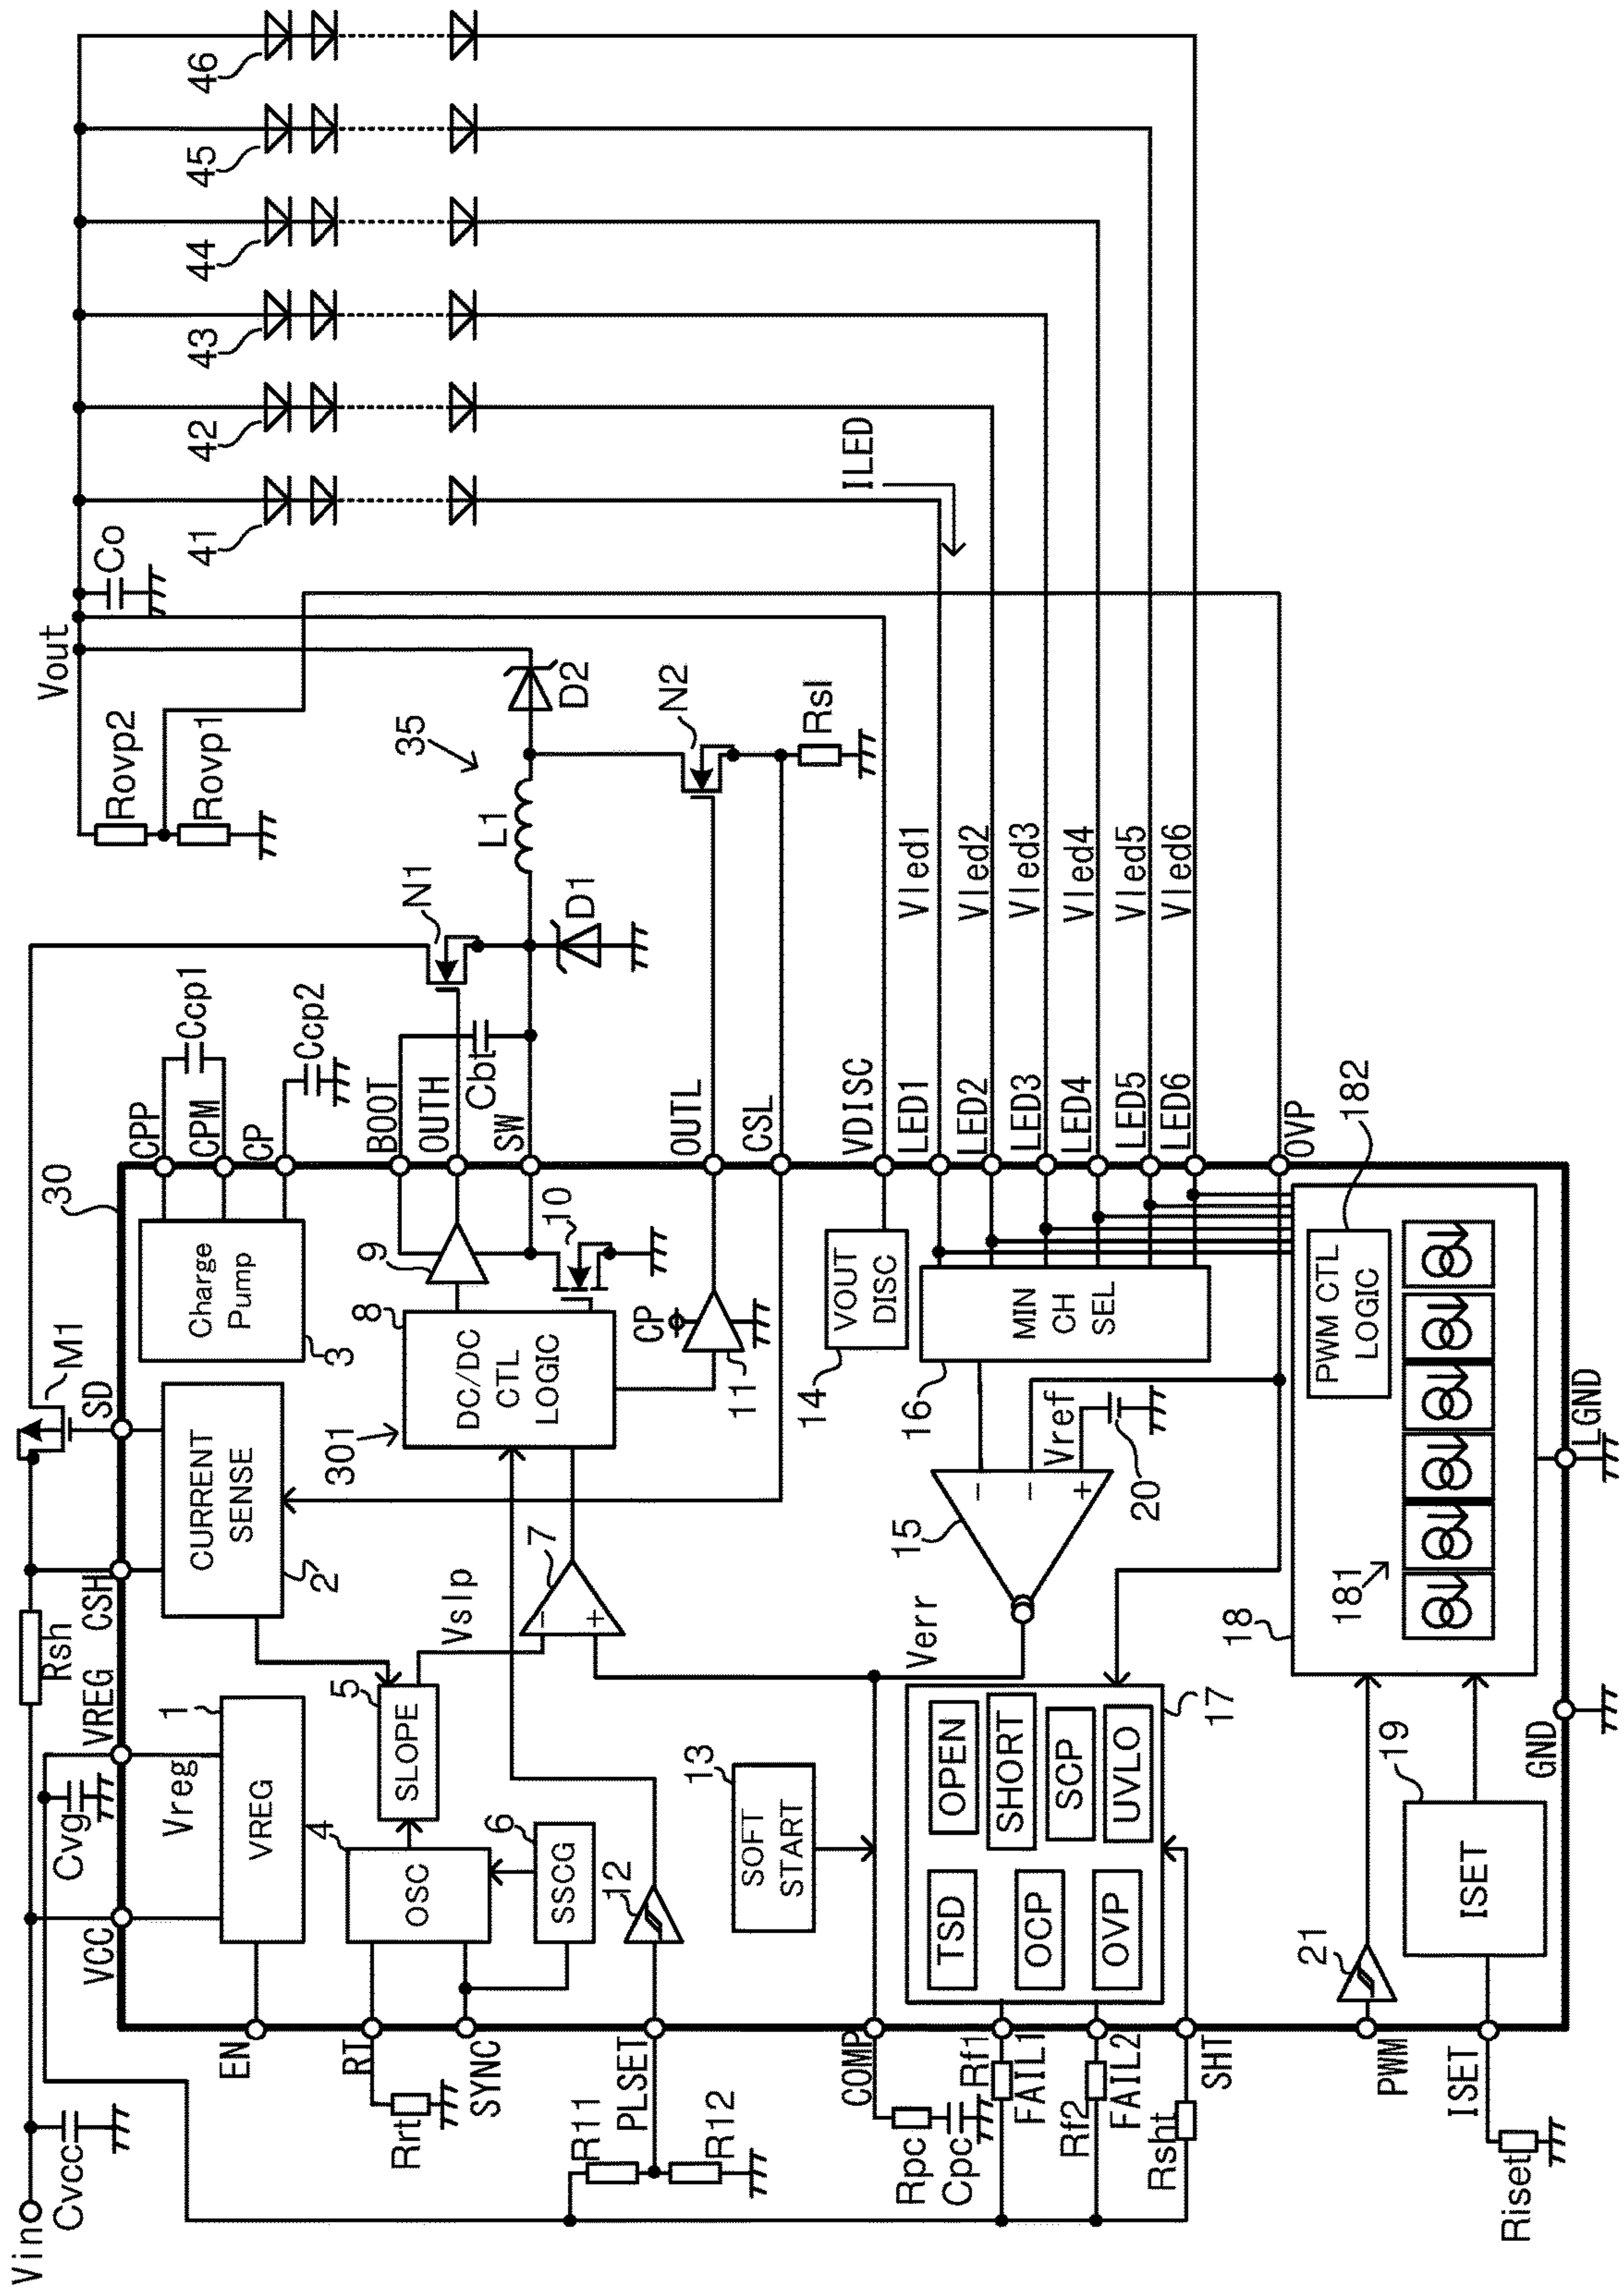 Vin
Cvcc
Rsh
M1
Cvg
VCC
VREG
CSH
SD
30
Vreg
1
VREG
CURRENT
SENSE
2
Charge
Pump
3
CPP
CPM
CP
Ccp1
Ccp2
EN
RT
SYNC
Rrt
4
OSC
5
SLOPE
6
SSCG
Vslp
7
301
8
DC/DC
CTL
LOGIC
9
10
BOOT
OUTH
SW
Cbt
N1
D1
L1
35
D2
N2
Rsl
Vout
Rovp2
Rovp1
Co
41
42
43
44
45
46
ILED
PLSET
R11
R12
12
CP
11
OUTL
CSL
13
SOFT
START
14
VOUT
DISC
VDISC
COMP
Rpc
Cpc
Verr
15
16
MIN
CH
SEL
Vref
20
LED1
LED2
LED3
LED4
LED5
LED6
OVP
Vled1
Vled2
Vled3
Vled4
Vled5
Vled6
Rf1
FAIL1
Rf2
FAIL2
Rsht
SHT
TSD
OCP
OVP
OPEN
SHORT
SCP
UVLO
17
PWM
21
18
181
PWM CTL
LOGIC
182
ISET
Riset
ISET
19
GND
LGND